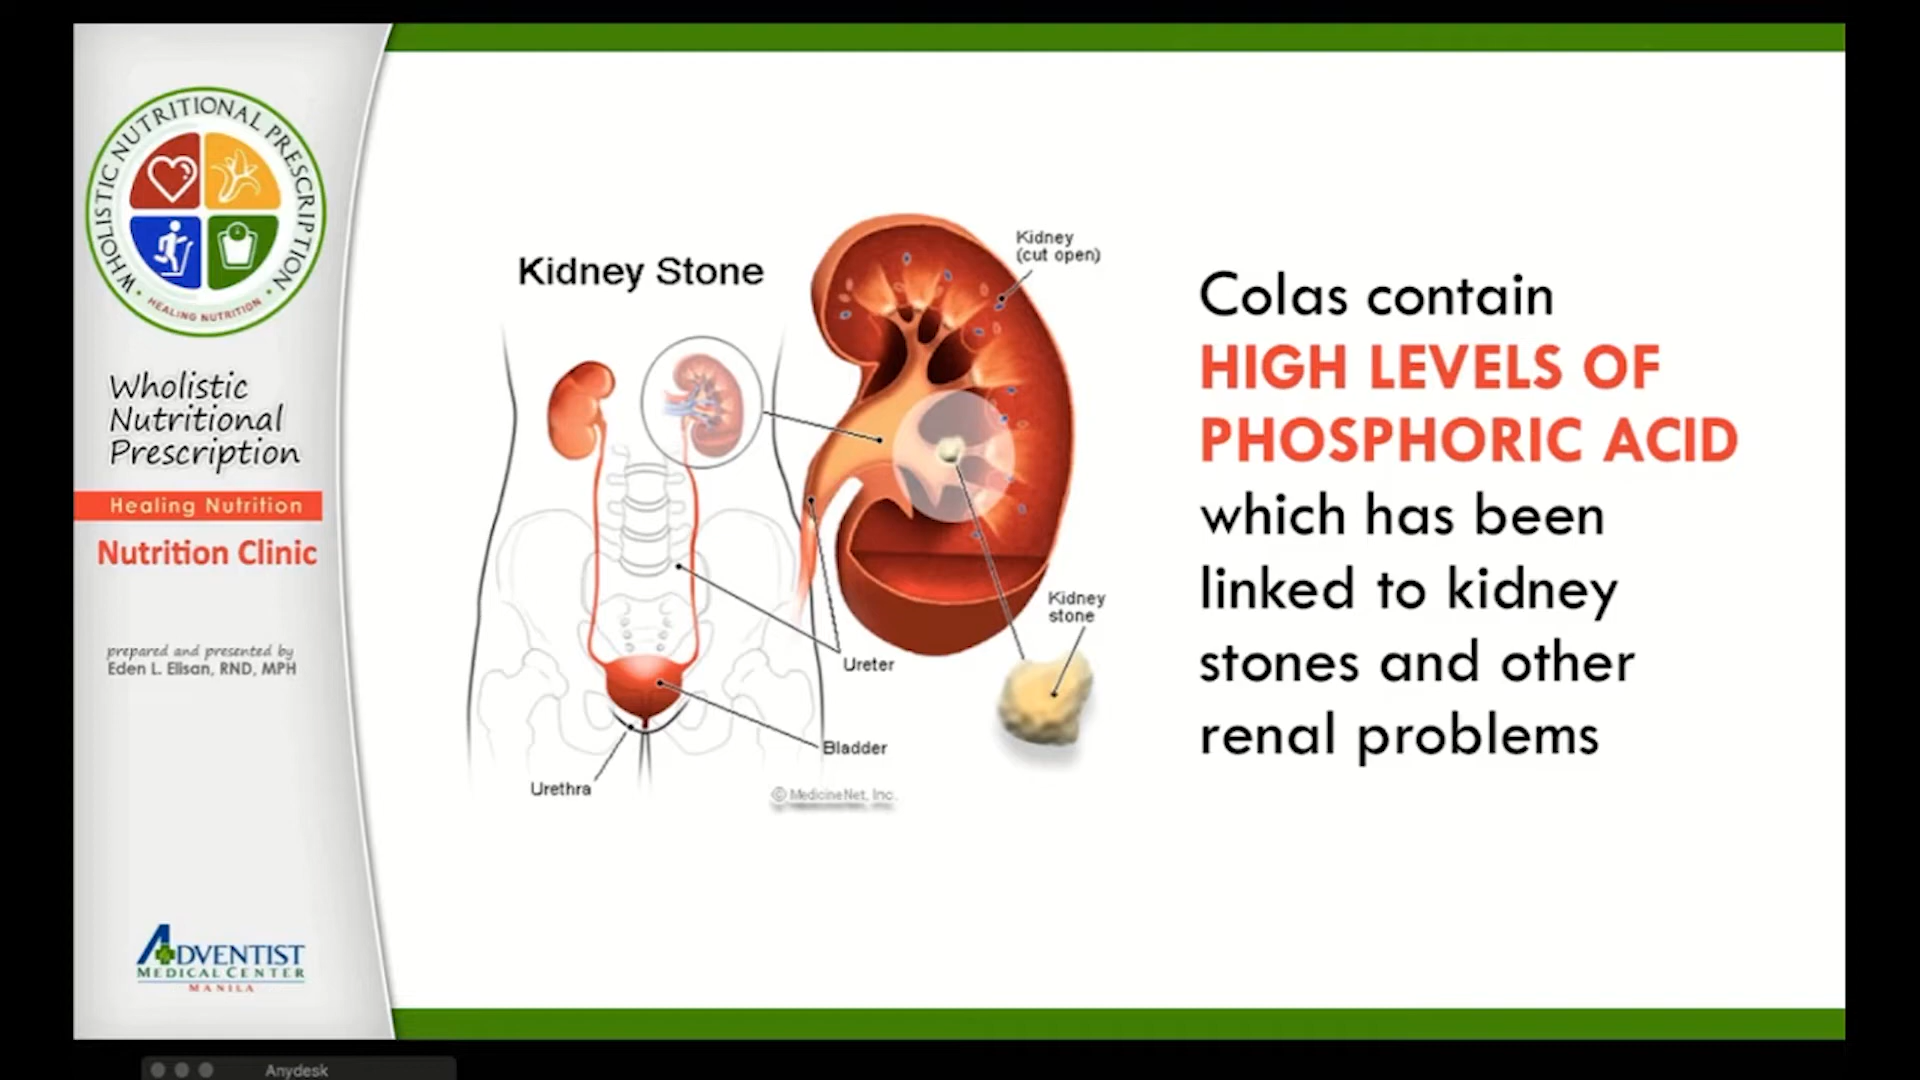 WHOLISTIC NUTRITIONAL PRESCRIPTION
HEALING NUTRITION
Wholistic
Nutritional
Prescription
Healing Nutrition
Nutrition Clinic
prepared and presented by
Eden L. Elisan, RND, MPH
ADVENTIST
MEDICAL CENTER
MANILA
Kidney Stone
Kidney
(cut open)
Kidney
stone
Ureter
Bladder
Urethra
© MedicineNet, Inc.
Colas contain
HIGH LEVELS OF
PHOSPHORIC ACID
which has been
linked to kidney
stones and other
renal problems
Anydesk